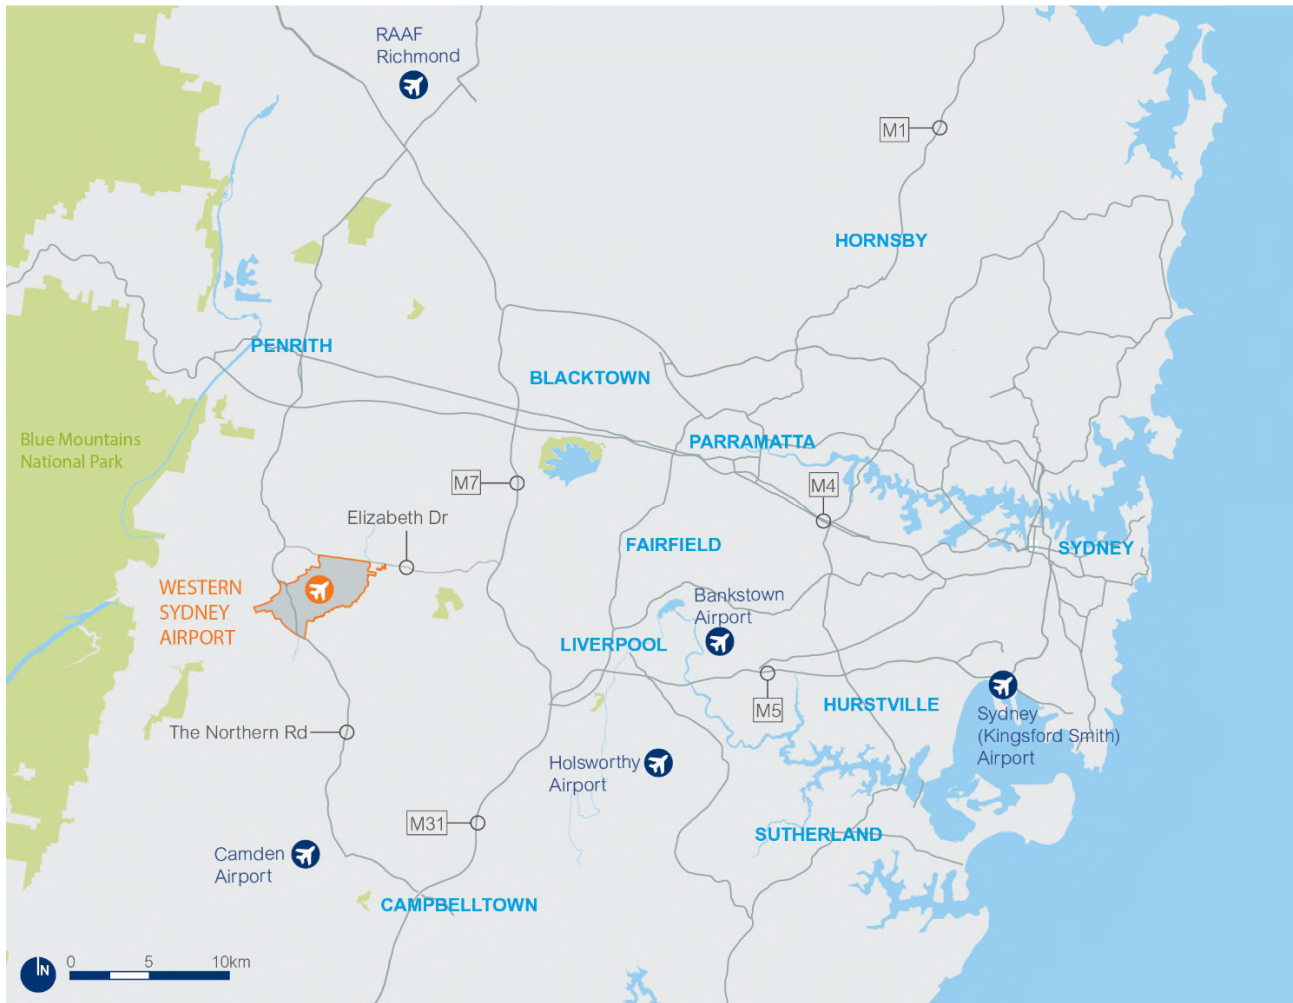 RAAF
Richmond
M1
HORNSBY
PENRITH
BLACKTOWN
Blue Mountains
National Park
PARRAMATTA
M7
M4
Elizabeth Dr
FAIRFIELD
SYDNEY
WESTERN
SYDNEY
AIRPORT
Bankstown
Airport
LIVERPOOL
M5
HURSTVILLE
Sydney
(Kingsford Smith)
Airport
The Northern Rd
Holsworthy
Airport
M31
SUTHERLAND
Camden
Airport
CAMPBELLTOWN
N
0 5 10km